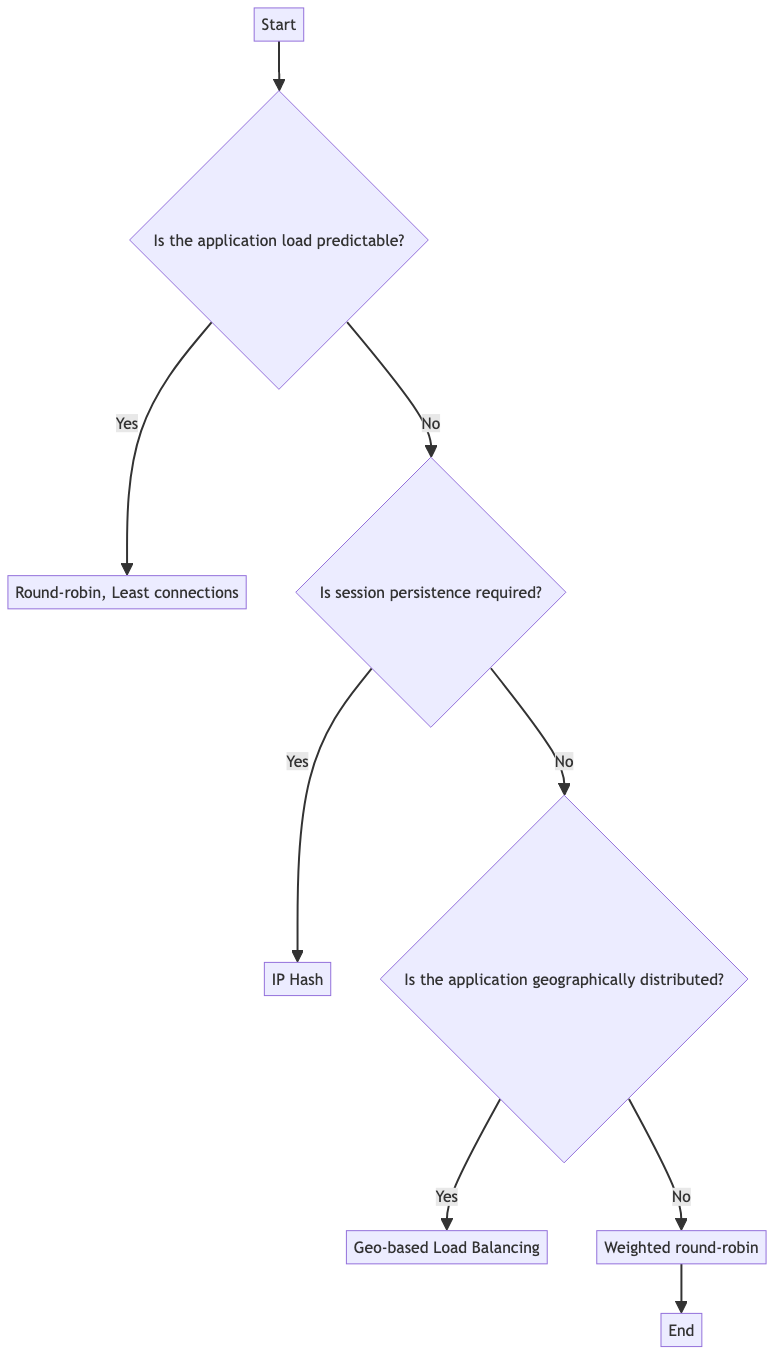 Start
Is the application load predictable?
Yes
No
Round-robin, Least connections
Is session persistence required?
Yes
No
IP Hash
Is the application geographically distributed?
Yes
No
Geo-based Load Balancing
Weighted round-robin
End